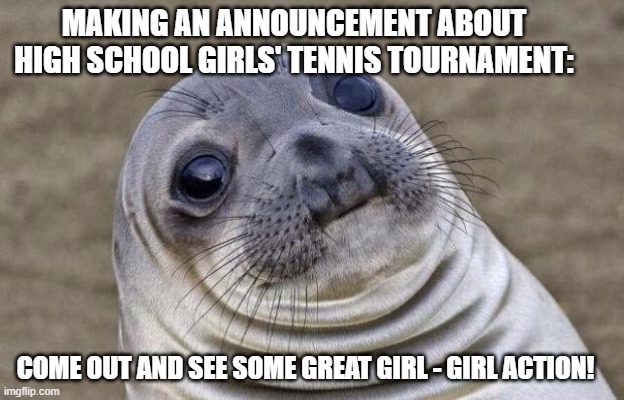 MAKING AN ANNOUNCEMENT ABOUT
HIGH SCHOOL GIRLS' TENNIS TOURNAMENT:
COME OUT AND SEE SOME GREAT GIRL - GIRL ACTION!
imgflip.com